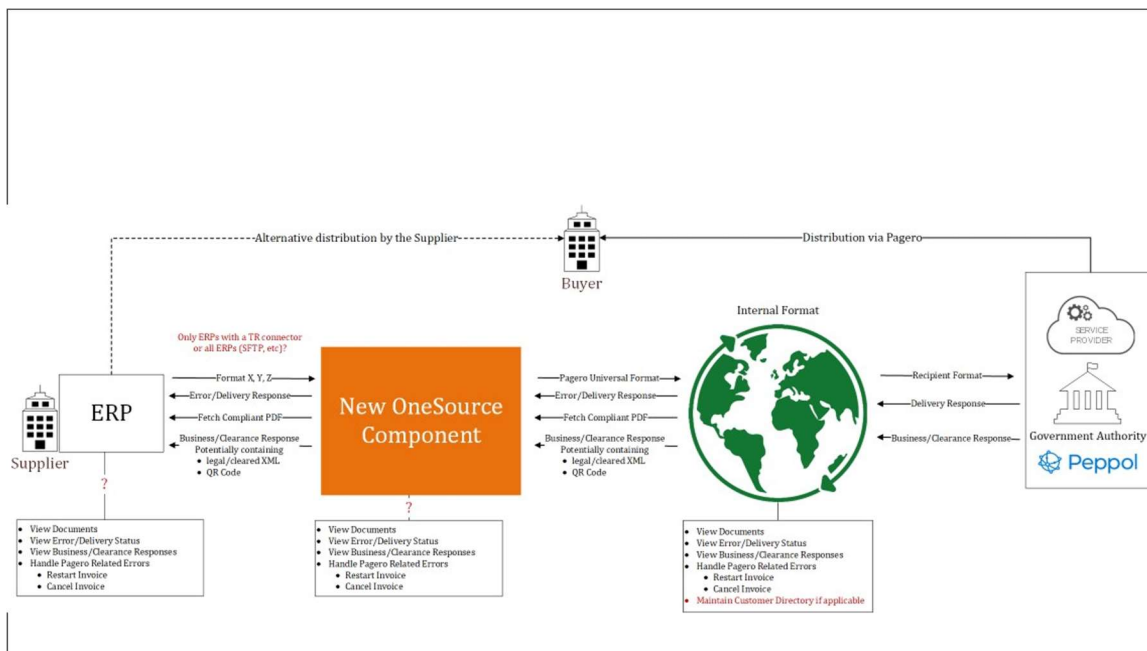 Alternative distribution by the Supplier
Distribution via Pagero
Buyer
Internal Format
SERVICE
PROVIDER
Only ERPs with a TR connector
or all ERPs (SFTP, etc)?
Format X, Y, Z
Error/Delivery Response
Fetch Compliant PDF
Business/Clearance Response
Potentially containing
• legal/cleared XML
• QR Code
ERP
Supplier
?
New OneSource
Component
?
Pagero Universal Format
Error/Delivery Response
Fetch Compliant PDF
Business/Clearance Response
Potentially containing
• legal/cleared XML
• QR Code
Recipient Format
Delivery Response
Business/Clearance Response
Government Authority
Peppol
• View Documents
• View Error/Delivery Status
• View Business/Clearance Responses
• Handle Pagero Related Errors
• Restart Invoice
• Cancel Invoice
• View Documents
• View Error/Delivery Status
• View Business/Clearance Responses
• Handle Pagero Related Errors
• Restart Invoice
• Cancel Invoice
• View Documents
• View Error/Delivery Status
• View Business/Clearance Responses
• Handle Pagero Related Errors
• Restart Invoice
• Cancel Invoice
• Maintain Customer Directory if applicable